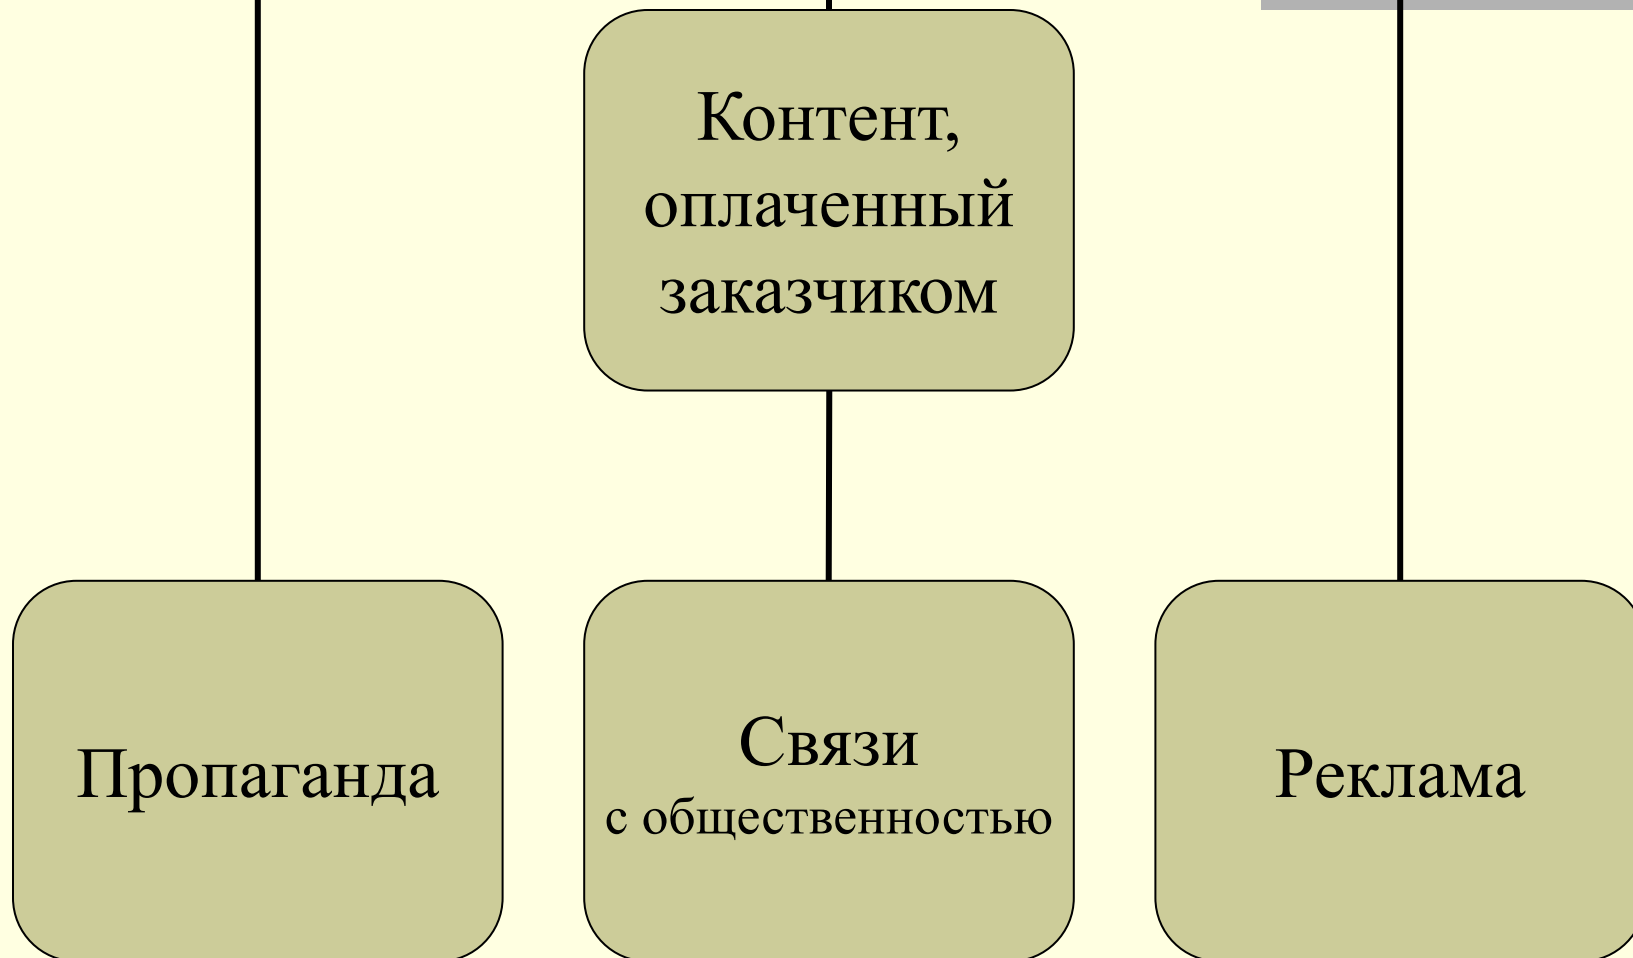 Контент,
оплаченный
заказчиком
Пропаганда
Связи
с общественностью
Реклама